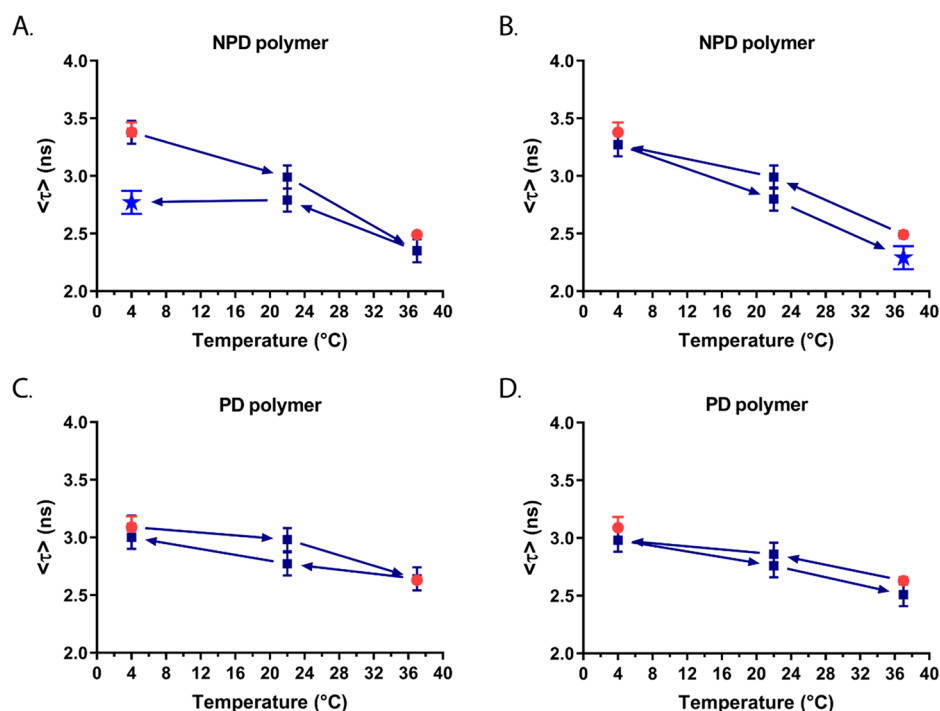 A.
NPD polymer
4.0
3.5
3.0
2.5
2.0
<τ> (ns)
0 4 8 12 16 20 24 28 32 36 40
Temperature (°C)
B.
NPD polymer
4.0
3.5
3.0
2.5
2.0
<τ> (ns)
0 4 8 12 16 20 24 28 32 36 40
Temperature (°C)
C.
PD polymer
4.0
3.5
3.0
2.5
2.0
<τ> (ns)
0 4 8 12 16 20 24 28 32 36 40
Temperature (°C)
D.
PD polymer
4.0
3.5
3.0
2.5
2.0
<τ> (ns)
0 4 8 12 16 20 24 28 32 36 40
Temperature (°C)